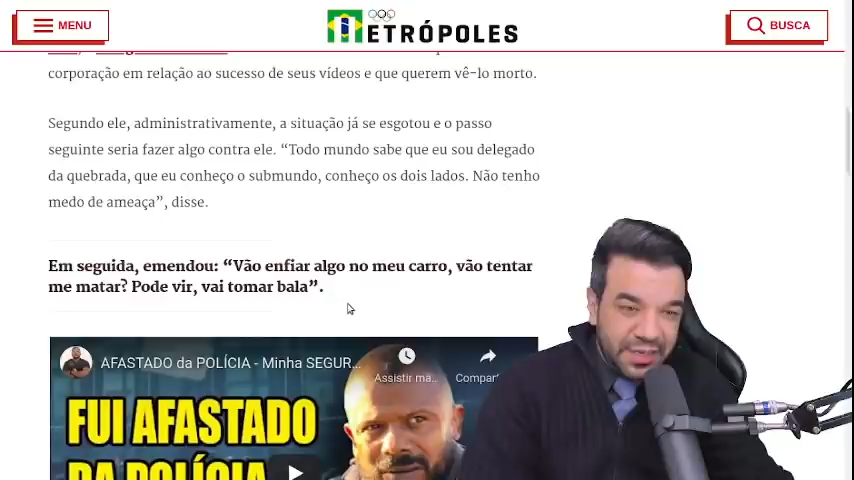 MENU
METRÓPOLES
BUSCA
corporação em relação ao sucesso de seus vídeos e que querem vê-lo morto.
Segundo ele, administrativamente, a situação já se esgotou e o passo
seguinte seria fazer algo contra ele. “Todo mundo sabe que eu sou delegado
da quebrada, que eu conheço o submundo, conheço os dois lados. Não tenho
medo de ameaça”, disse.
Em seguida, emendou: “Vão enfiar algo no meu carro, vão tentar
me matar? Pode vir, vai tomar bala”.
AFASTADO da POLÍCIA - Minha SEGUR...
Assistir ma...
Compart
FUI AFASTADO
DA POLÍCIA